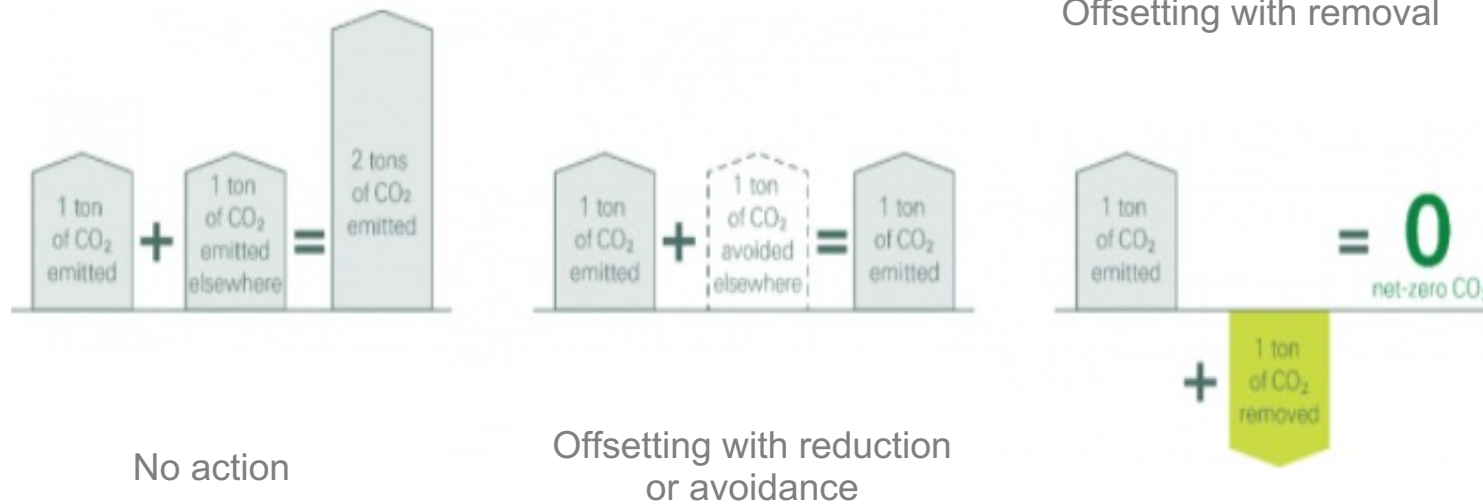 Offsetting with removal
1 ton
of CO₂
emitted
+
1 ton
of CO₂
emitted
elsewhere
=
2 tons
of CO₂
emitted
No action
1 ton
of CO₂
emitted
+
1 ton
of CO₂
avoided
elsewhere
=
1 ton
of CO₂
emitted
Offsetting with reduction
or avoidance
1 ton
of CO₂
emitted
+
1 ton
of CO₂
removed
=
0
net-zero CO₂